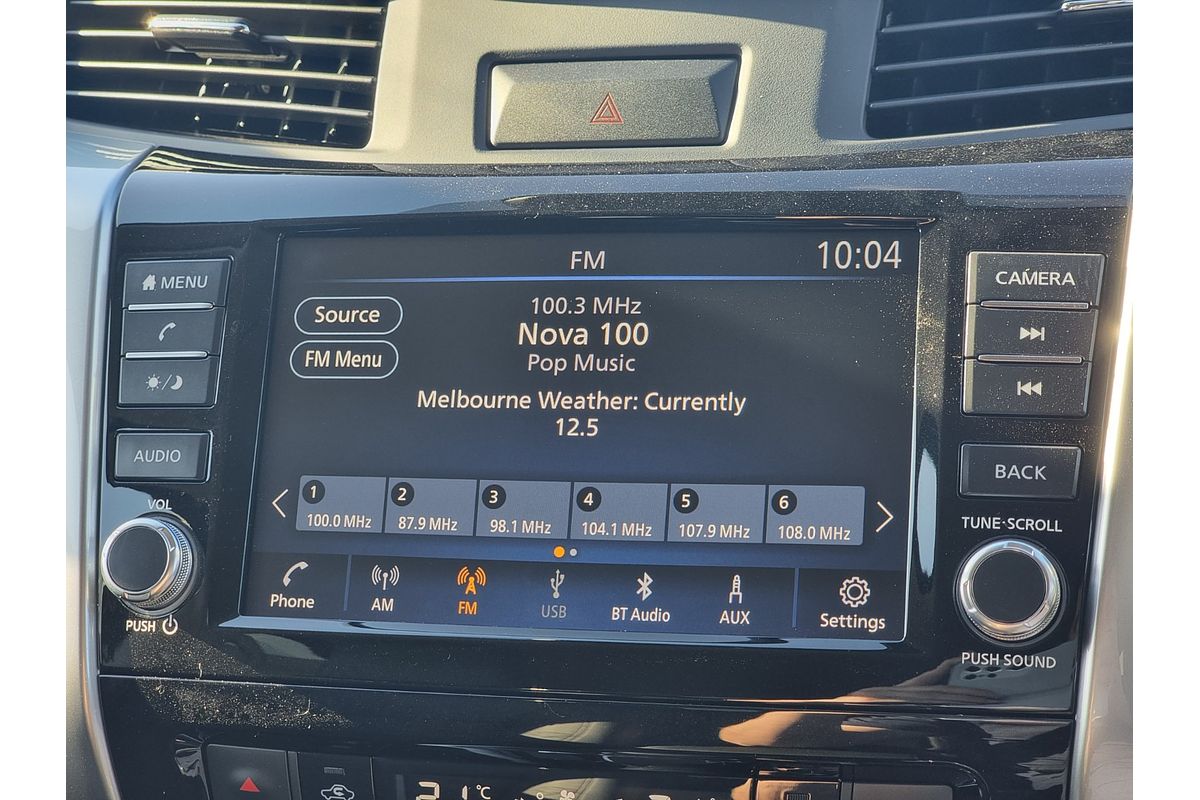 MENU
AUDIO
VOL
PUSH
FM
10:04
Source
FM Menu
100.3 MHz
Nova 100
Pop Music
Melbourne Weather: Currently
12.5
1
100.0 MHz
2
87.9 MHz
3
98.1 MHz
4
104.1 MHz
5
107.9 MHz
6
108.0 MHz
Phone
AM
FM
USB
BT Audio
AUX
Settings
CAMERA
BACK
TUNE·SCROLL
PUSH SOUND